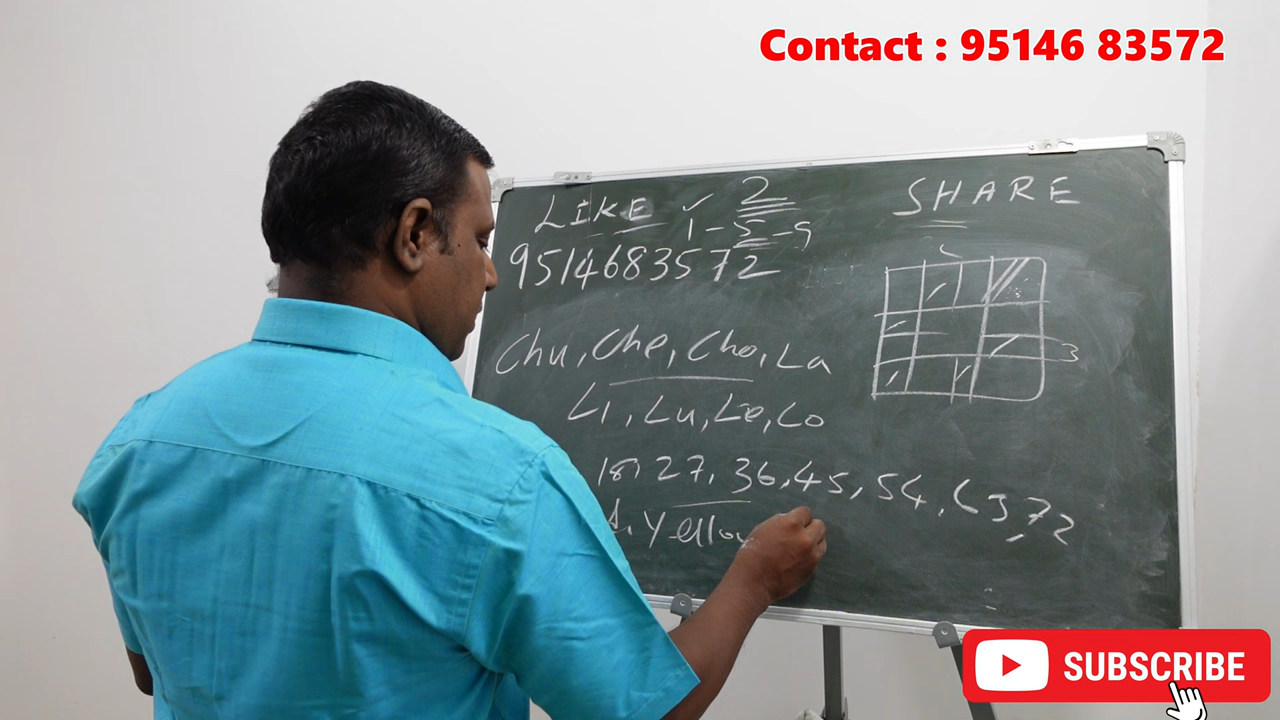 Contact : 95146 83572
LIKE ✓ 2
SHARE
1-5-9
9514683572
Chu, Che, Cho, La
3
Li, Lu, Le, Lo
18, 27, 36, 45, 54, 63, 72
Yellow
SUBSCRIBE